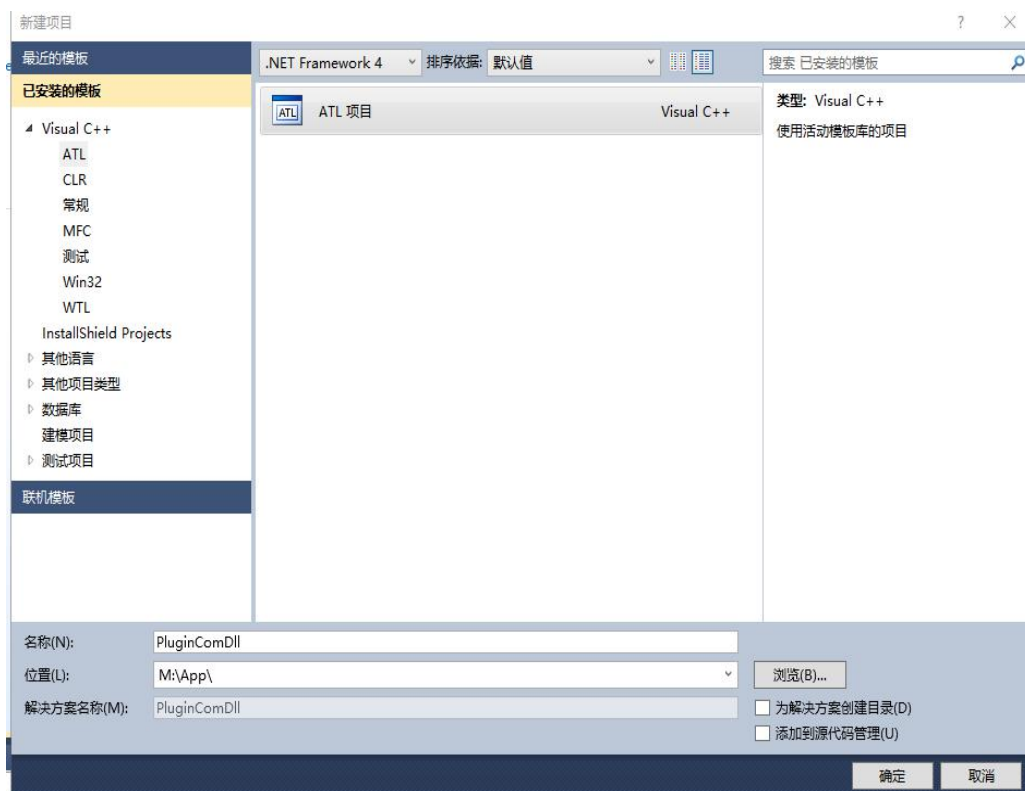 新建项目
?
最近的模板
.NET Framework 4
排序依据:
默认值
搜索 已安装的模板
已安装的模板
Visual C++
ATL
CLR
常规
MFC
测试
Win32
WTL
InstallShield Projects
其他语言
其他项目类型
数据库
建模项目
测试项目
联机模板
ATL
ATL 项目
Visual C++
类型: Visual C++
使用活动模板库的项目
名称(N):
PluginComDll
位置(L):
M:\App\
浏览(B)...
解决方案名称(M):
PluginComDll
为解决方案创建目录(D)
添加到源代码管理(U)
确定
取消